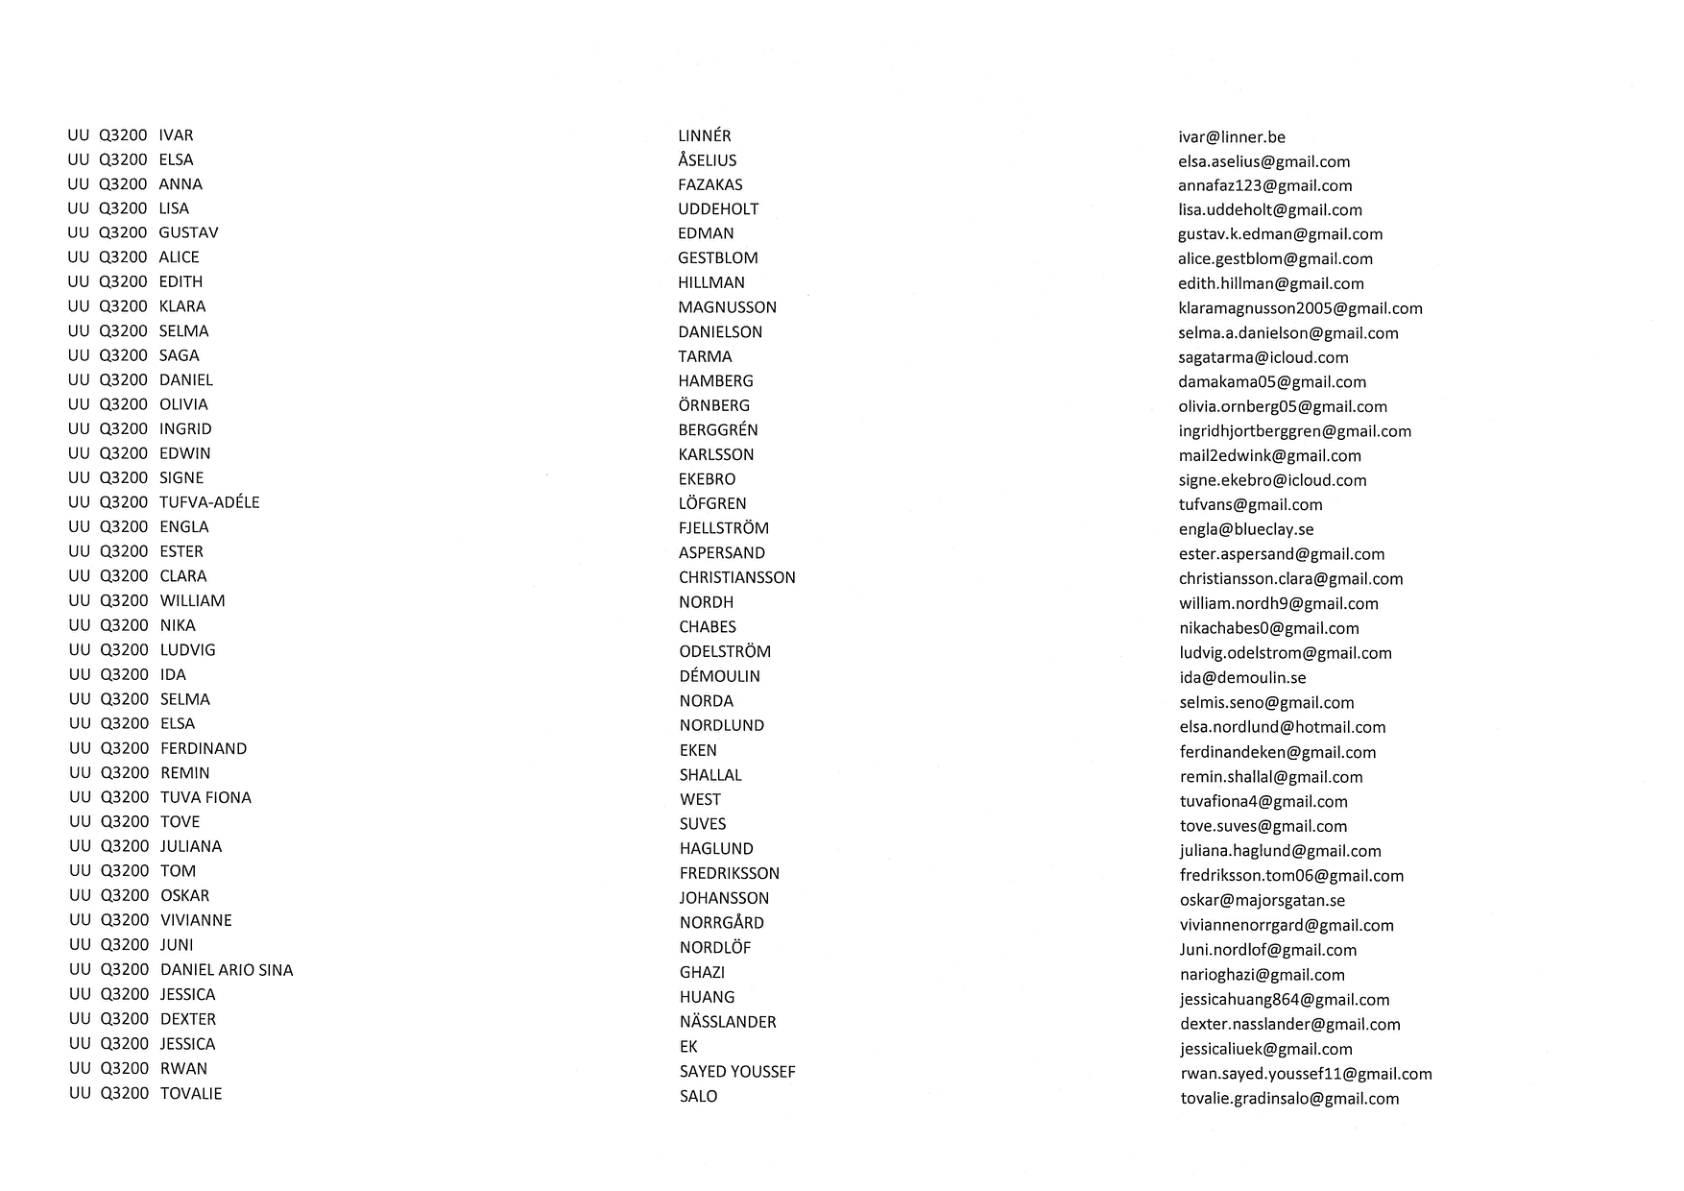 UU Q3200 IVAR LINNÉR ivar@linner.be
UU Q3200 ELSA ÅSELIUS elsa.aselius@gmail.com
UU Q3200 ANNA FAZAKAS annafaz123@gmail.com
UU Q3200 LISA UDDEHOLT lisa.uddeholt@gmail.com
UU Q3200 GUSTAV EDMAN gustav.k.edman@gmail.com
UU Q3200 ALICE GESTBLOM alice.gestblom@gmail.com
UU Q3200 EDITH HILLMAN edith.hillman@gmail.com
UU Q3200 KLARA MAGNUSSON klaramagnusson2005@gmail.com
UU Q3200 SELMA DANIELSON selma.a.danielson@gmail.com
UU Q3200 SAGA TARMA sagatarma@icloud.com
UU Q3200 DANIEL HAMBERG damakama05@gmail.com
UU Q3200 OLIVIA ÖRNBERG olivia.ornberg05@gmail.com
UU Q3200 INGRID BERGGRÉN ingridhjortberggren@gmail.com
UU Q3200 EDWIN KARLSSON mail2edwink@gmail.com
UU Q3200 SIGNE EKEBRO signe.ekebro@icloud.com
UU Q3200 TUFVA-ADÉLE LÖFGREN tufvans@gmail.com
UU Q3200 ENGLA FJELLSTRÖM engla@blueclay.se
UU Q3200 ESTER ASPERSAND ester.aspersand@gmail.com
UU Q3200 CLARA CHRISTIANSSON christiansson.clara@gmail.com
UU Q3200 WILLIAM NORDH william.nordh9@gmail.com
UU Q3200 NIKA CHABES nikachabes0@gmail.com
UU Q3200 LUDVIG ODELSTRÖM ludvig.odelstrom@gmail.com
UU Q3200 IDA DÉMOULIN ida@demoulin.se
UU Q3200 SELMA NORDA selmis.seno@gmail.com
UU Q3200 ELSA NORDLUND elsa.nordlund@hotmail.com
UU Q3200 FERDINAND EKEN ferdinandeken@gmail.com
UU Q3200 REMIN SHALLAL remin.shallal@gmail.com
UU Q3200 TUVA FIONA WEST tuvafiona4@gmail.com
UU Q3200 TOVE SUVES tove.suves@gmail.com
UU Q3200 JULIANA HAGLUND juliana.haglund@gmail.com
UU Q3200 TOM FREDRIKSSON fredriksson.tom06@gmail.com
UU Q3200 OSKAR JOHANSSON oskar@majorsgatan.se
UU Q3200 VIVIANNE NORRGÅRD viviannenorrgard@gmail.com
UU Q3200 JUNI NORDLÖF Juni.nordlof@gmail.com
UU Q3200 DANIEL ARIO SINA GHAZI narioghazi@gmail.com
UU Q3200 JESSICA HUANG jessicahuang864@gmail.com
UU Q3200 DEXTER NÄSSLANDER dexter.nasslander@gmail.com
UU Q3200 JESSICA EK jessicaliuek@gmail.com
UU Q3200 RWAN SAYED YOUSSEF rwan.sayed.youssef11@gmail.com
UU Q3200 TOVALIE SALO tovalie.gradinsalo@gmail.com